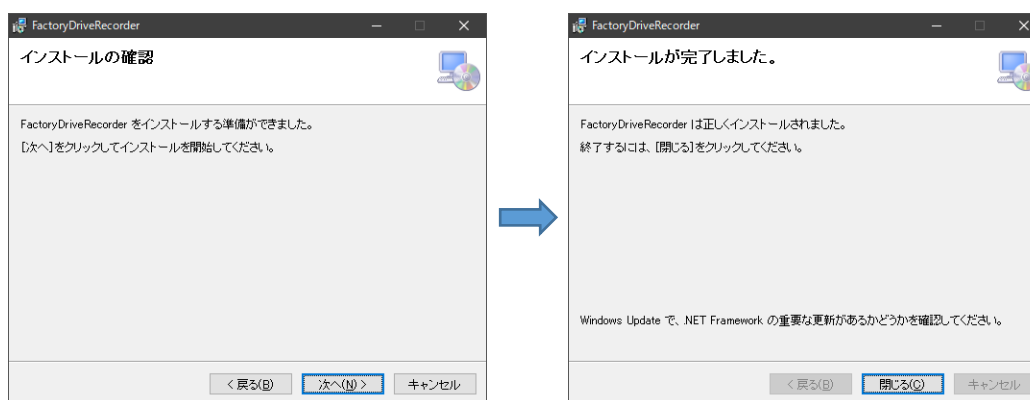 FactoryDriveRecorder
インストールの確認
FactoryDriveRecorder をインストールする準備ができました。
[次へ]をクリックしてインストールを開始してください。
< 戻る(B)
次へ(N) >
キャンセル
FactoryDriveRecorder
インストールが完了しました。
FactoryDriveRecorder は正しくインストールされました。
終了するには、[閉じる]をクリックしてください。
Windows Update で、.NET Framework の重要な更新があるかどうかを確認してください。
< 戻る(B)
閉じる(C)
キャンセル